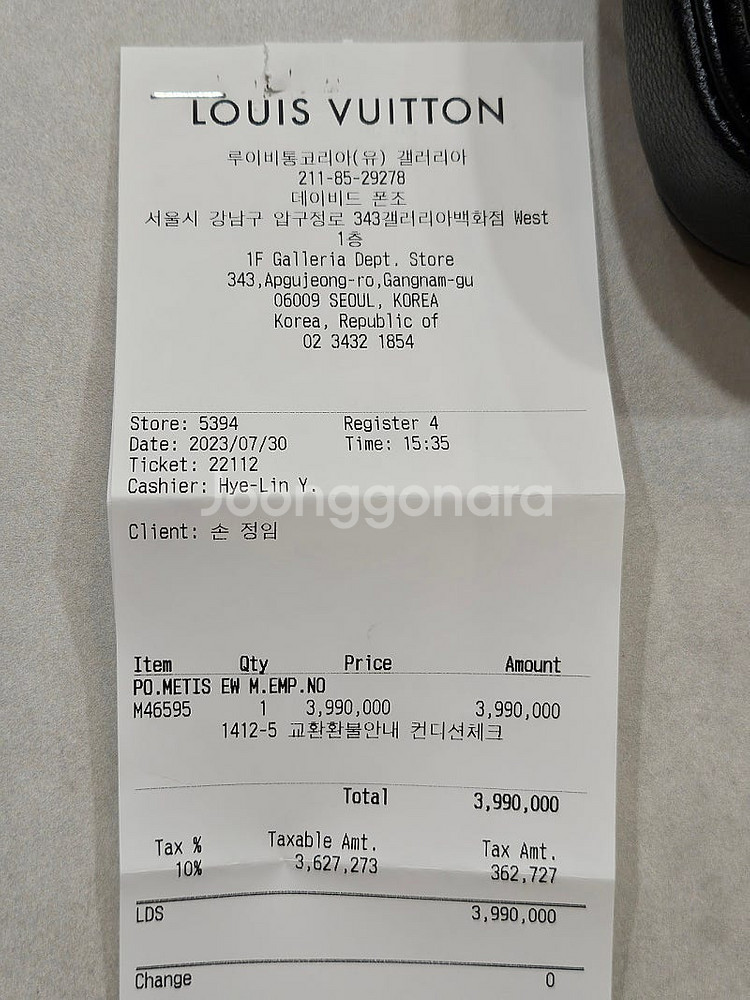 LOUIS VUITTON
루이비통코리아(유) 갤러리아
211-85-29278
데이비드 폰조
서울시 강남구 압구정로 343갤러리아백화점 West
1층
1F Galleria Dept. Store
343,Apgujeong-ro,Gangnam-gu
06009 SEOUL, KOREA
Korea, Republic of
02 3432 1854
Store: 5394 Register 4
Date: 2023/07/30 Time: 15:35
Ticket: 22112
Cashier: Hye-Lin Y.
Joonggonara
Client: 손 정임
Item Qty Price Amount
PO.METIS EW M.EMP.NO
M46595 1 3,990,000 3,990,000
1412-5 교환환불안내 컨디션체크
Total 3,990,000
Tax % Taxable Amt. Tax Amt.
10% 3,627,273 362,727
LDS 3,990,000
Change 0